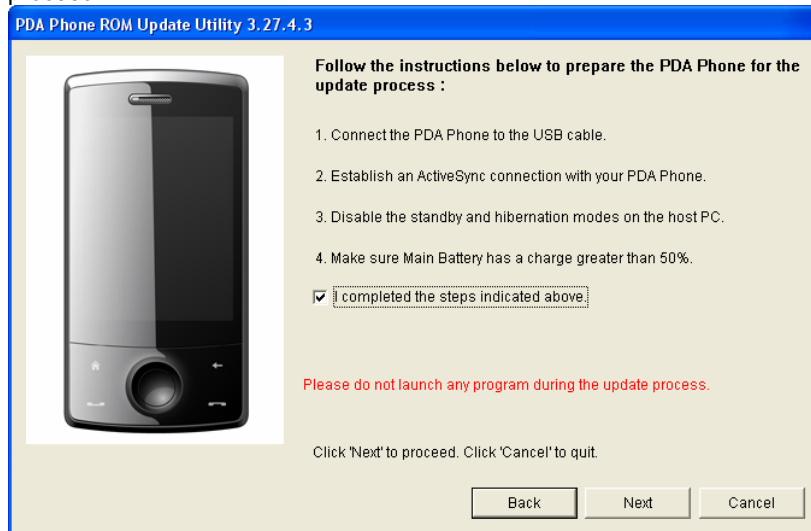 PDA Phone ROM Update Utility 3.27.4.3
Follow the instructions below to prepare the PDA Phone for the
update process :
1. Connect the PDA Phone to the USB cable.
2. Establish an ActiveSync connection with your PDA Phone.
3. Disable the standby and hibernation modes on the host PC.
4. Make sure Main Battery has a charge greater than 50%.
I completed the steps indicated above.
Please do not launch any program during the update process.
Click 'Next' to proceed. Click 'Cancel' to quit.
Back Next Cancel